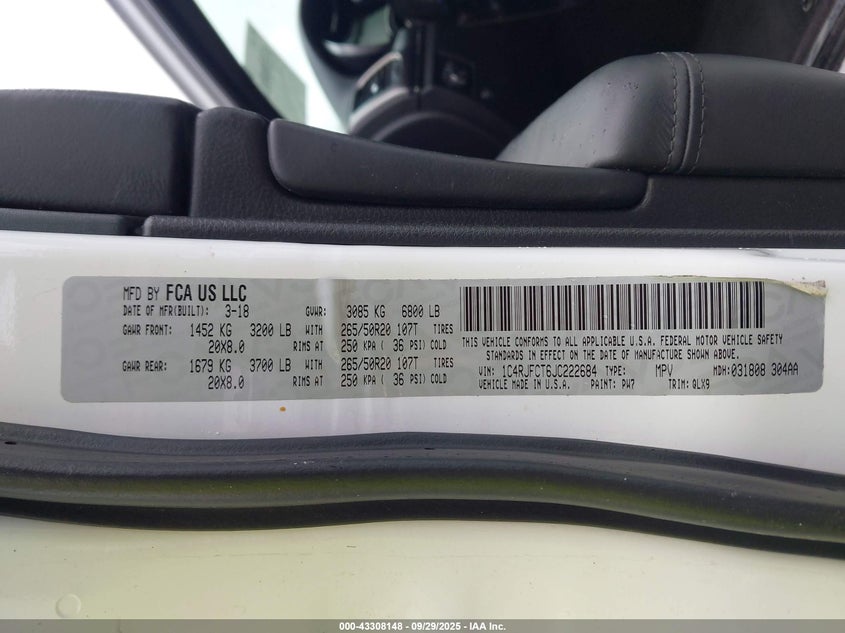 MFD BY FCA US LLC
DATE OF MFR(BUILT): 3-18 GVWR: 3085 KG 6800 LB
GAWR FRONT: 1452 KG 3200 LB WITH 265/50R20 107T TIRES
20X8.0 RIMS AT 250 KPA ( 36 PSI) COLD
GAWR REAR: 1679 KG 3700 LB WITH 265/50R20 107T TIRES
20X8.0 RIMS AT 250 KPA ( 36 PSI) COLD
THIS VEHICLE CONFORMS TO ALL APPLICABLE U.S.A. FEDERAL MOTOR VEHICLE SAFETY
STANDARDS IN EFFECT ON THE DATE OF MANUFACTURE SHOWN ABOVE.
VIN: 1C4RJFCT6JC222684 TYPE: MPV MDH:031808 304AA
VEHICLE MADE IN U.S.A. PAINT: PW7 TRIM: QLX9
000-43308148 - 09/29/2025 - IAA Inc.